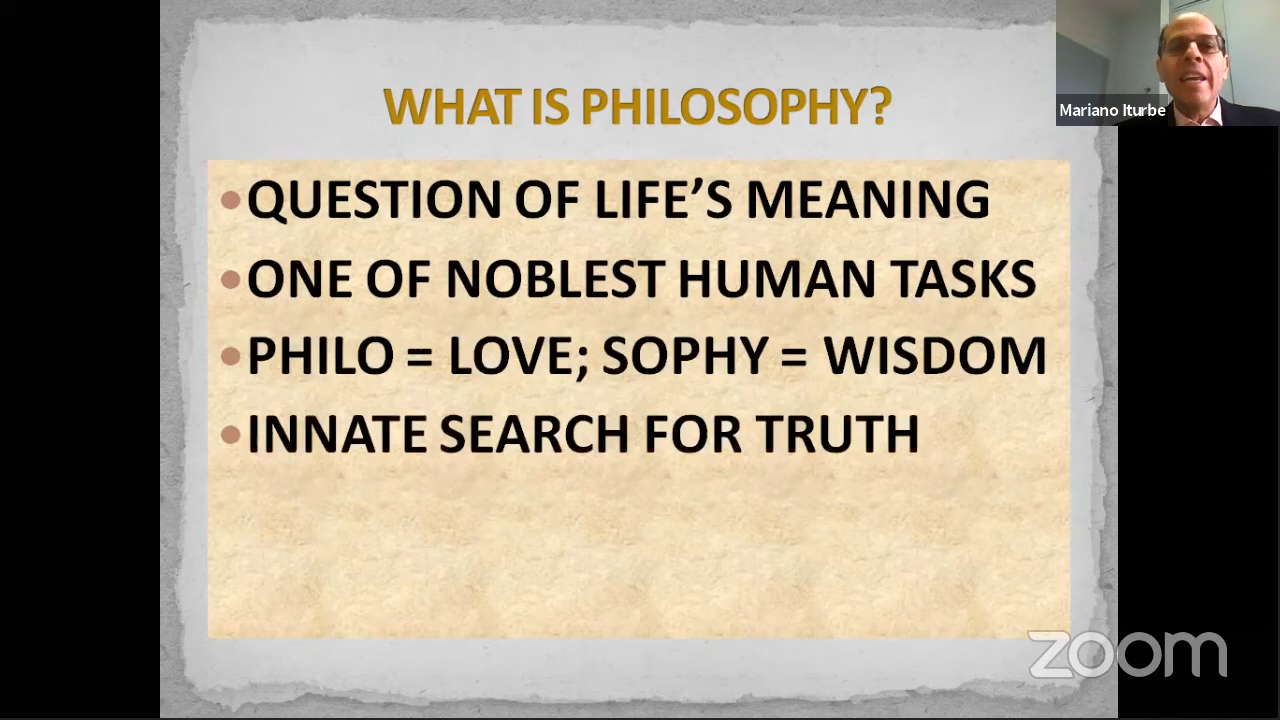 WHAT IS PHILOSOPHY?
•QUESTION OF LIFE’S MEANING
•ONE OF NOBLEST HUMAN TASKS
•PHILO = LOVE; SOPHY = WISDOM
•INNATE SEARCH FOR TRUTH
Mariano Iturbe
zoom